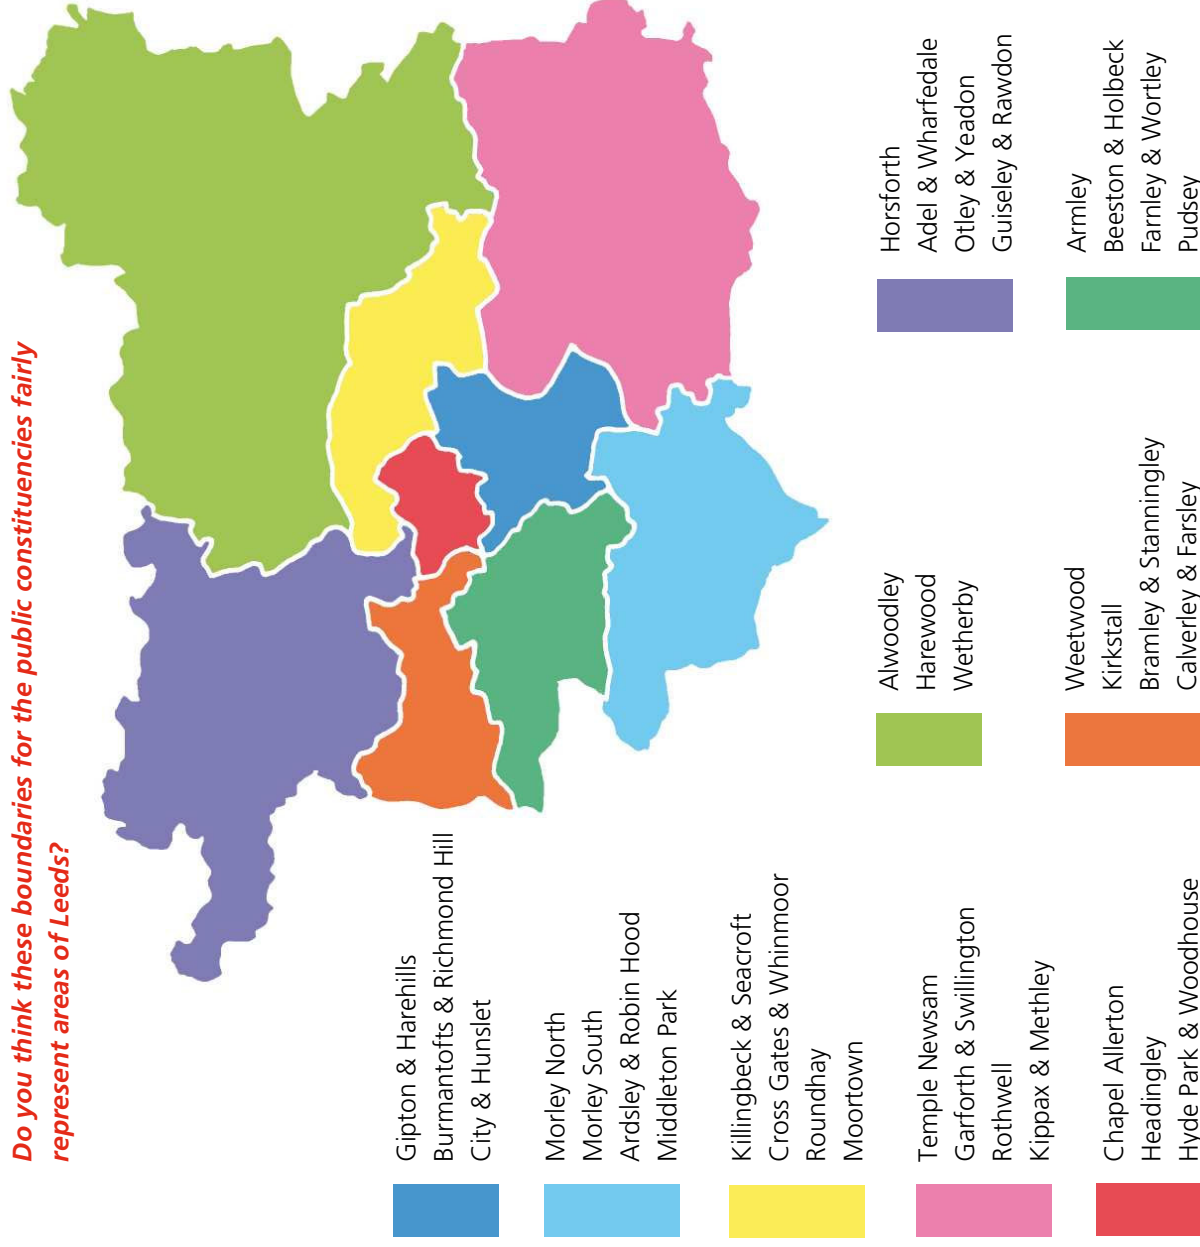 Do you think these boundaries for the public constituencies fairly
represent areas of Leeds?
Gipton & Harehills
Burmantofts & Richmond Hill
City & Hunslet
Morley North
Morley South
Ardsley & Robin Hood
Middleton Park
Killingbeck & Seacroft
Cross Gates & Whinmoor
Roundhay
Moortown
Temple Newsam
Garforth & Swillington
Rothwell
Kippax & Methley
Chapel Allerton
Headingley
Hyde Park & Woodhouse
Alwoodley
Harewood
Wetherby
Weetwood
Kirkstall
Bramley & Stanningley
Calverley & Farsley
Horsforth
Adel & Wharfedale
Otley & Yeadon
Guiseley & Rawdon
Armley
Beeston & Holbeck
Farnley & Wortley
Pudsey